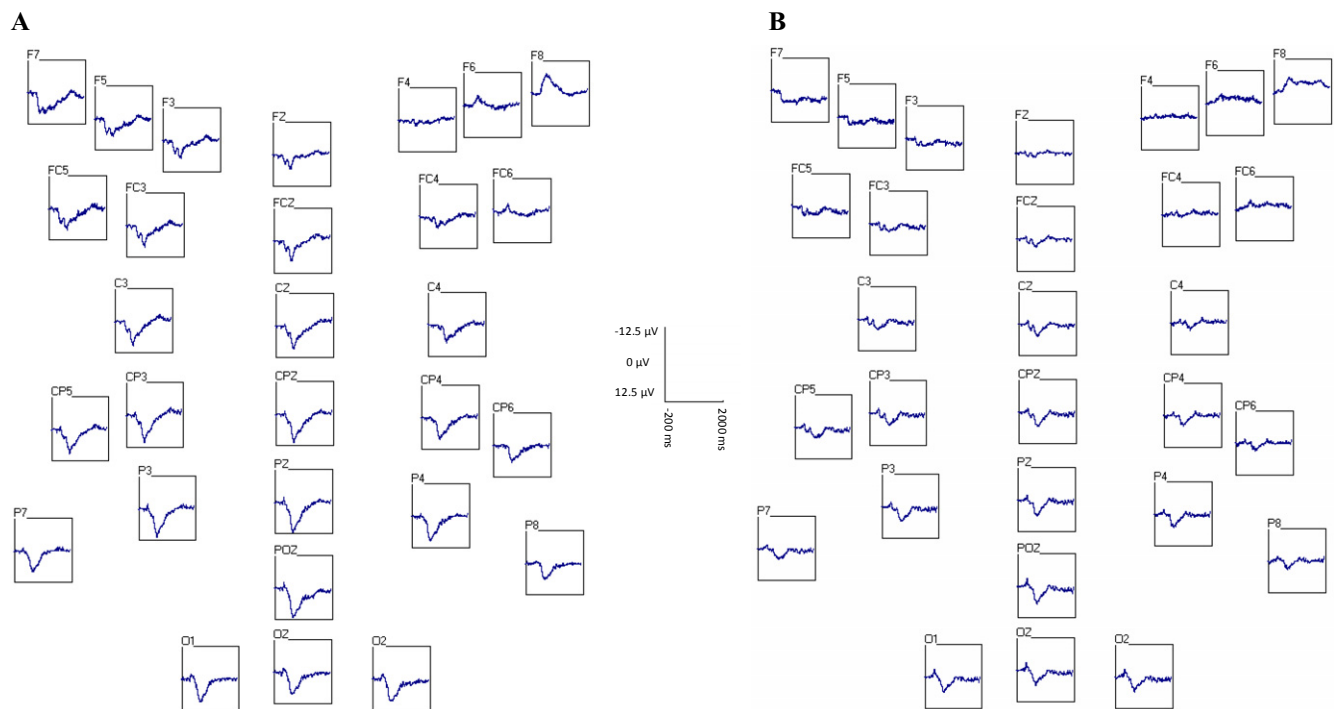 A
B
F7
F5
F3
FZ
F4
F6
F8
FC5
FC3
FCZ
FC4
FC6
C3
CZ
C4
CP5
CP3
CPZ
CP4
CP6
P7
P3
PZ
P4
P8
POZ
O1
OZ
O2
-12.5 µV
0 µV
12.5 µV
-200 ms
2000 ms
F7
F5
F3
FZ
F4
F6
F8
FC5
FC3
FCZ
FC4
FC6
C3
CZ
C4
CP5
CP3
CPZ
CP4
CP6
P7
P3
PZ
P4
P8
POZ
O1
OZ
O2